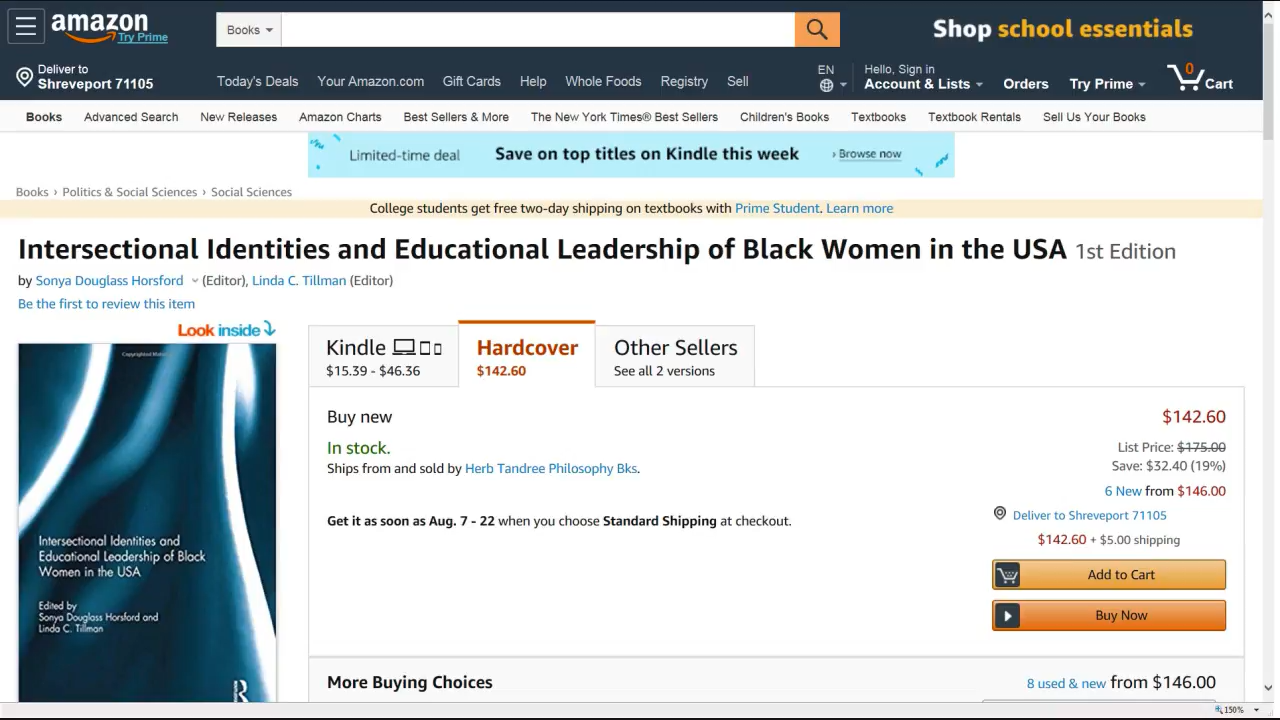 amazon
Try Prime
Books
Shop school essentials
Deliver to
Shreveport 71105
Today's Deals Your Amazon.com Gift Cards Help Whole Foods Registry Sell
EN
Hello, Sign in
Account & Lists
Orders
Try Prime
0
Cart
Books Advanced Search New Releases Amazon Charts Best Sellers & More The New York Times® Best Sellers Children's Books Textbooks Textbook Rentals Sell Us Your Books
Limited-time deal Save on top titles on Kindle this week › Browse now
Books › Politics & Social Sciences › Social Sciences
College students get free two-day shipping on textbooks with Prime Student. Learn more
Intersectional Identities and Educational Leadership of Black Women in the USA 1st Edition
by Sonya Douglass Horsford (Editor), Linda C. Tillman (Editor)
Be the first to review this item
Look inside
Copyrighted Material
Intersectional Identities and
Educational Leadership of Black
Women in the USA
Edited by
Sonya Douglass Horsford and
Linda C. Tillman
R
Kindle
$15.39 - $46.36
Hardcover
$142.60
Other Sellers
See all 2 versions
Buy new
$142.60
In stock.
Ships from and sold by Herb Tandree Philosophy Bks.
List Price: $175.00
Save: $32.40 (19%)
6 New from $146.00
Get it as soon as Aug. 7 - 22 when you choose Standard Shipping at checkout.
Deliver to Shreveport 71105
$142.60 + $5.00 shipping
Add to Cart
Buy Now
More Buying Choices
8 used & new from $146.00
150%